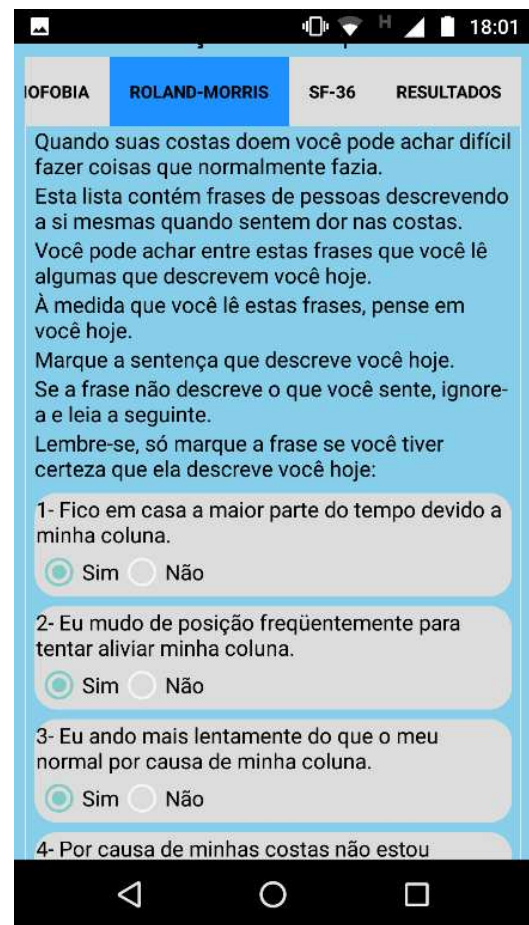 H 18:01
OFOBIA ROLAND-MORRIS SF-36 RESULTADOS
Quando suas costas doem você pode achar difícil
fazer coisas que normalmente fazia.
Esta lista contém frases de pessoas descrevendo
a si mesmas quando sentem dor nas costas.
Você pode achar entre estas frases que você lê
algumas que descrevem você hoje.
À medida que você lê estas frases, pense em
você hoje.
Marque a sentença que descreve você hoje.
Se a frase não descreve o que você sente, ignore-
a e leia a seguinte.
Lembre-se, só marque a frase se você tiver
certeza que ela descreve você hoje:
1- Fico em casa a maior parte do tempo devido a
minha coluna.
Sim Não
2- Eu mudo de posição freqüentemente para
tentar aliviar minha coluna.
Sim Não
3- Eu ando mais lentamente do que o meu
normal por causa de minha coluna.
Sim Não
4- Por causa de minhas costas não estou